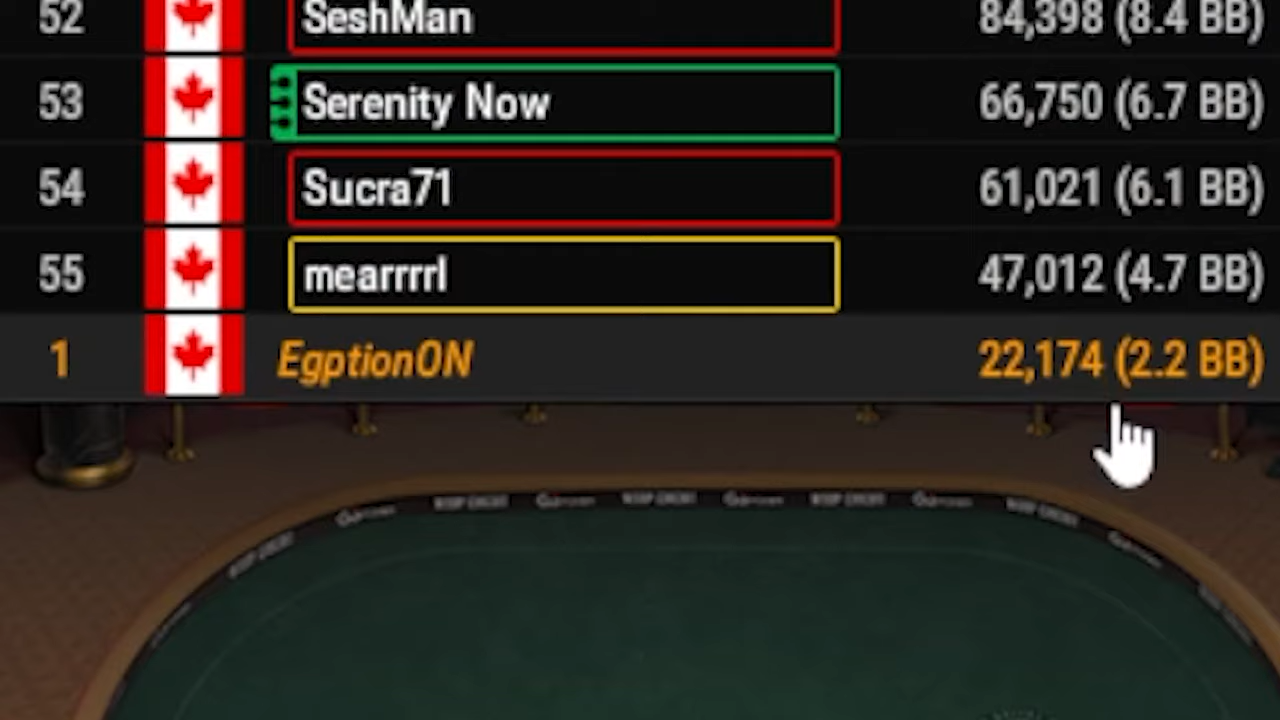 52 SeshMan 84,398 (8.4 BB)
53 Serenity Now 66,750 (6.7 BB)
54 Sucra71 61,021 (6.1 BB)
55 mearrrrl 47,012 (4.7 BB)
1 EgptionON 22,174 (2.2 BB)